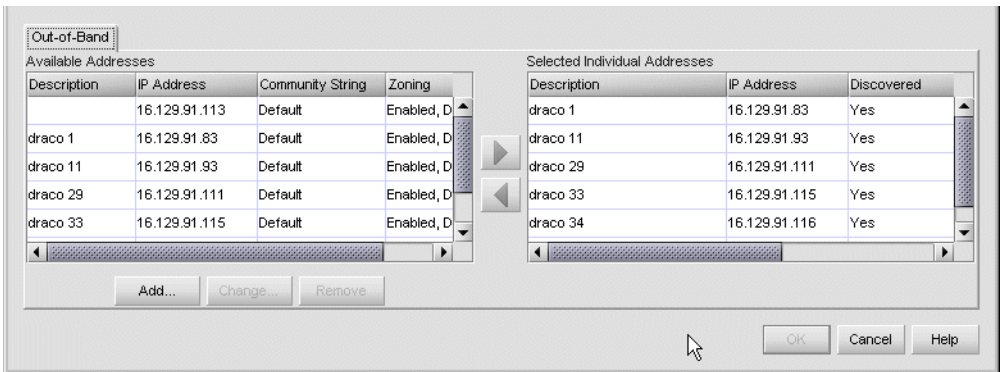 Out-of-Band
Available Addresses
Description IP Address Community String Zoning
16.129.91.113 Default Enabled, D
draco 1 16.129.91.83 Default Enabled, D
draco 11 16.129.91.93 Default Enabled, D
draco 29 16.129.91.111 Default Enabled, D
draco 33 16.129.91.115 Default Enabled, D
Add... Change... Remove
Selected Individual Addresses
Description IP Address Discovered
draco 1 16.129.91.83 Yes
draco 11 16.129.91.93 Yes
draco 29 16.129.91.111 Yes
draco 33 16.129.91.115 Yes
draco 34 16.129.91.116 Yes
OK Cancel Help